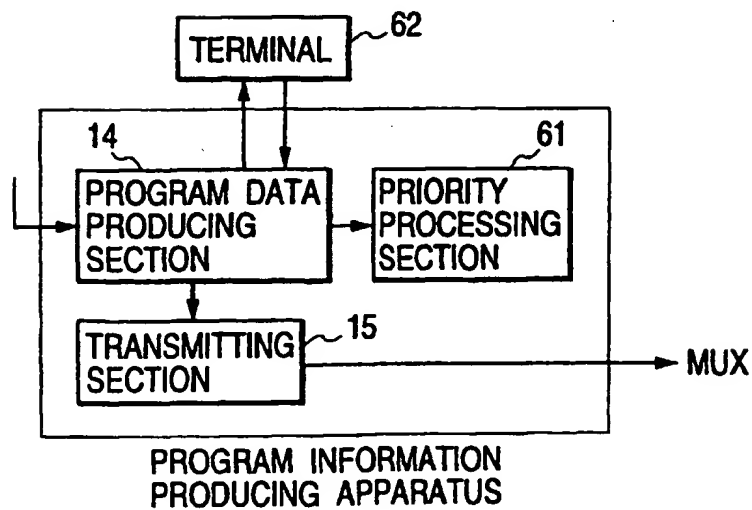 TERMINAL
62
14
61
PROGRAM DATA
PRODUCING
SECTION
PRIORITY
PROCESSING
SECTION
15
TRANSMITTING
SECTION
MUX
PROGRAM INFORMATION
PRODUCING APPARATUS